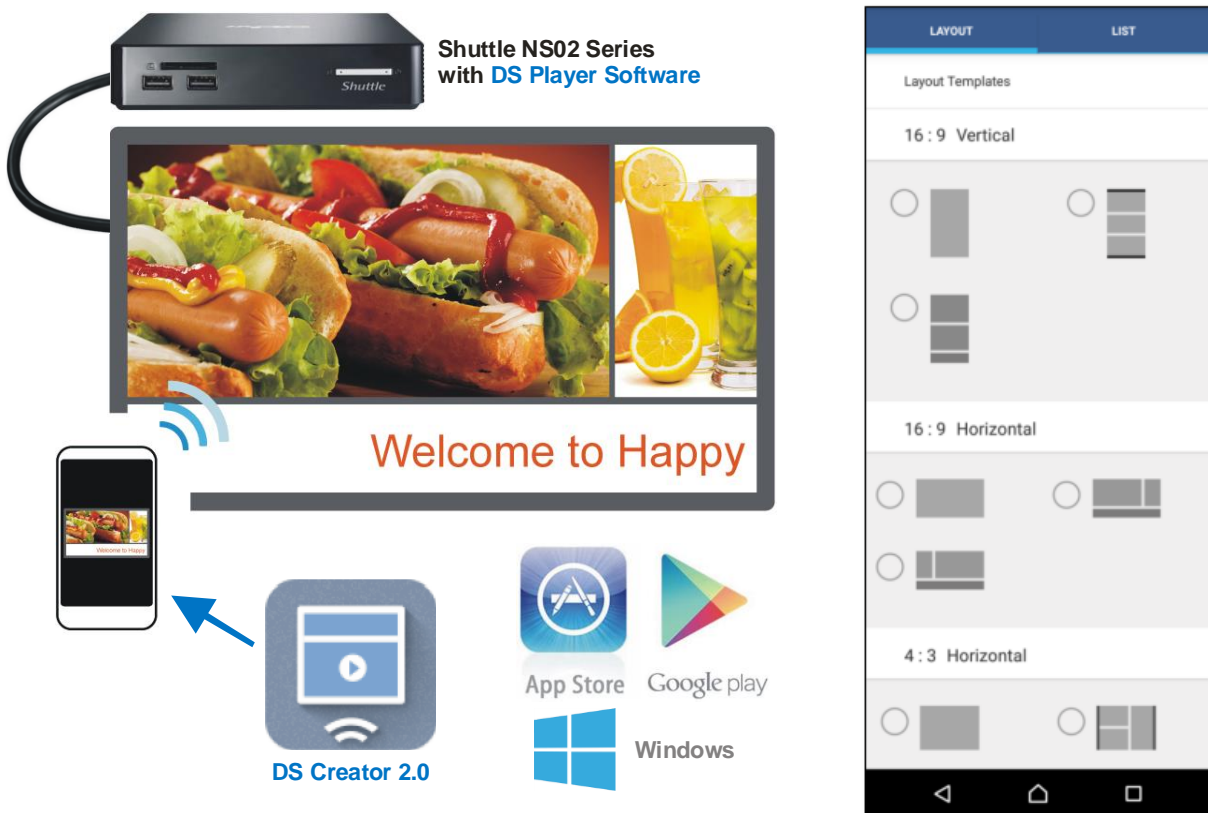 Shuttle NS02 Series
with DS Player Software
Shuttle
Welcome to Happy
Welcome to Happy
DS Creator 2.0
App Store
Google play
Windows
LAYOUT
LIST
Layout Templates
16 : 9 Vertical
16 : 9 Horizontal
4 : 3 Horizontal